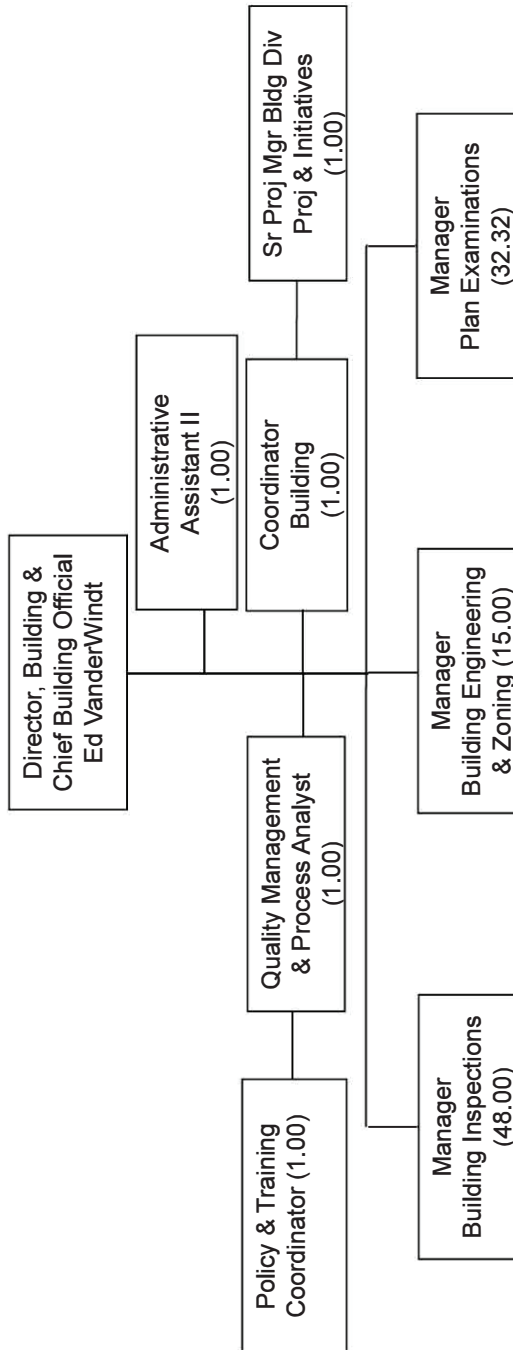 Director, Building &
Chief Building Official
Ed VanderWindt
Administrative
Assistant II
(1.00)
Policy & Training
Coordinator (1.00)
Quality Management
& Process Analyst
(1.00)
Coordinator
Building
(1.00)
Sr Proj Mgr Bldg Div
Proj & Initiatives
(1.00)
Manager
Building Inspections
(48.00)
Manager
Building Engineering
& Zoning (15.00)
Manager
Plan Examinations
(32.32)